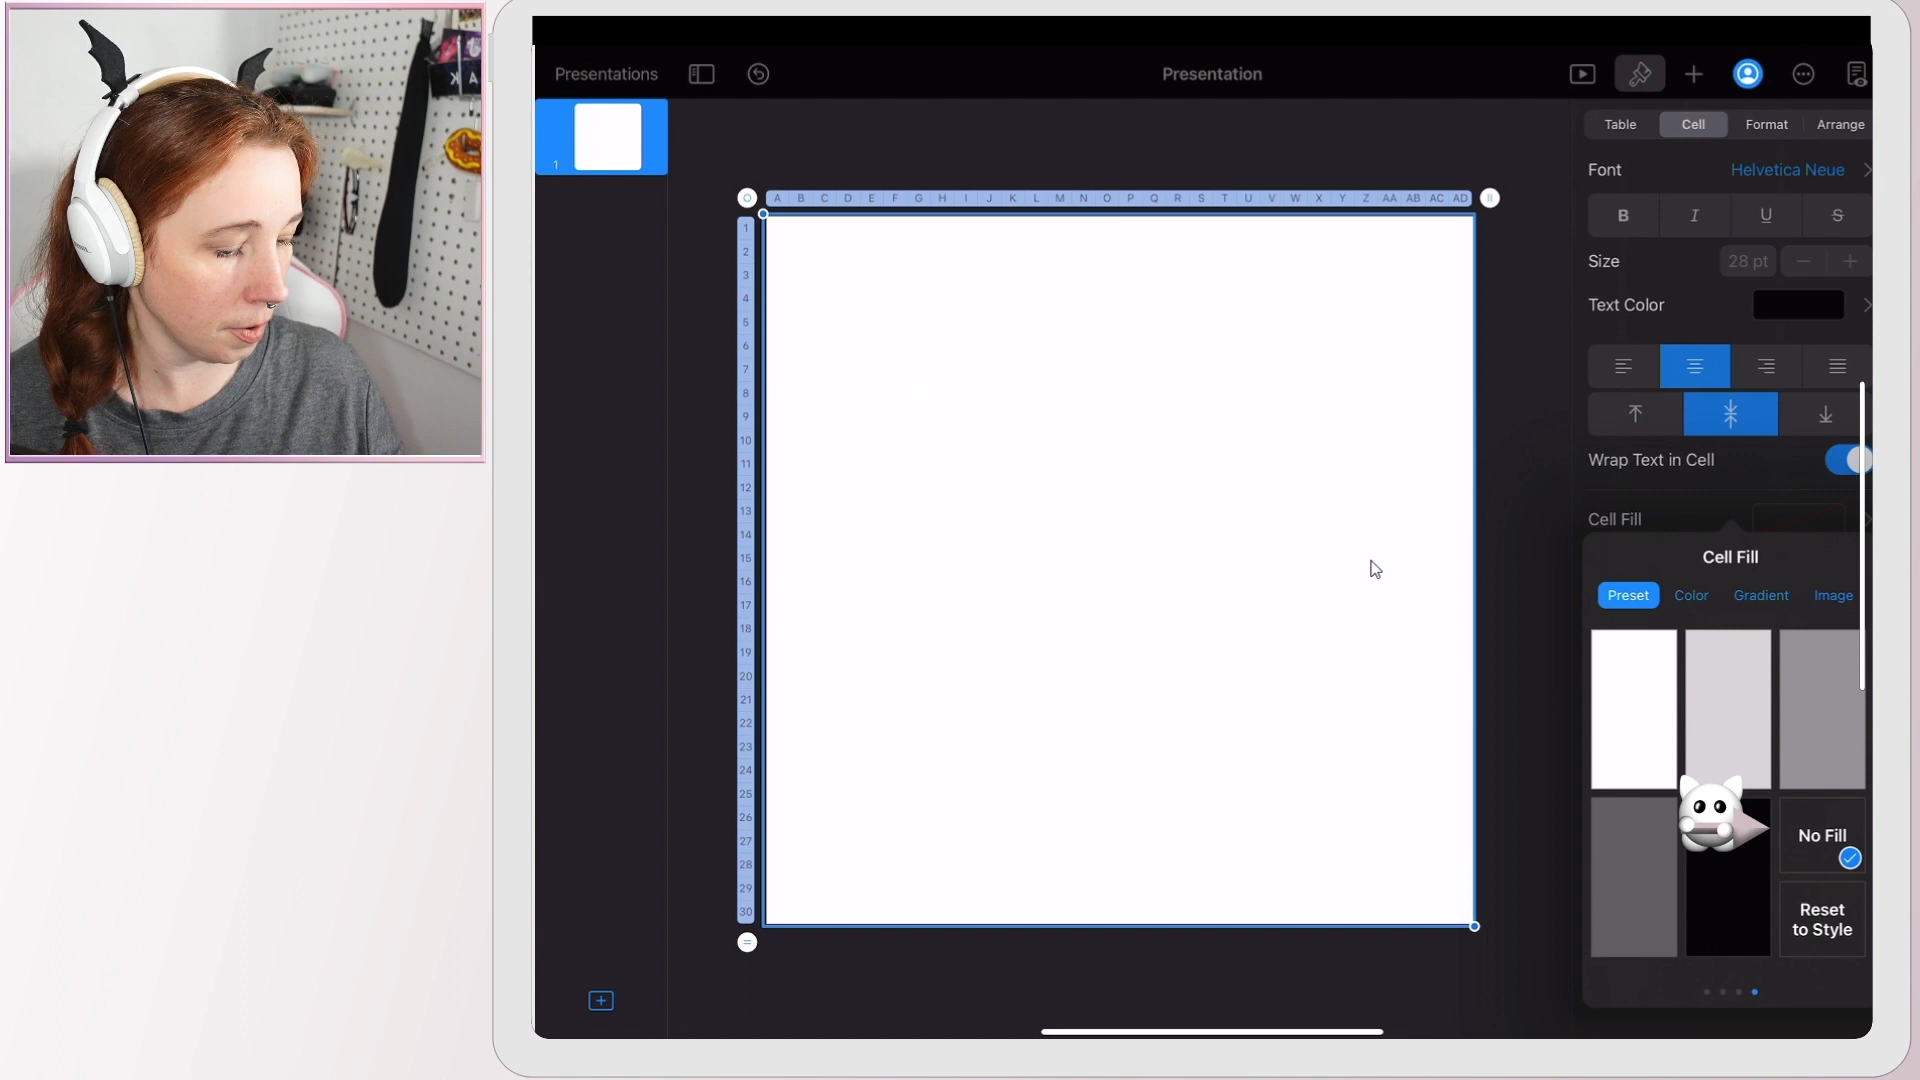 Presentations
Presentation
1
Table Cell Format Arrange
Font Helvetica Neue
B I U S
Size 28 pt
Text Color
Wrap Text in Cell
Cell Fill
Cell Fill
Preset Color Gradient Image
No Fill
Reset
to Style
A B C D E F G H I J K L M N O P Q R S T U V W X Y Z AA AB AC AD
1
2
3
4
5
6
7
8
9
10
11
12
13
14
15
16
17
18
19
20
21
22
23
24
25
26
27
28
29
30